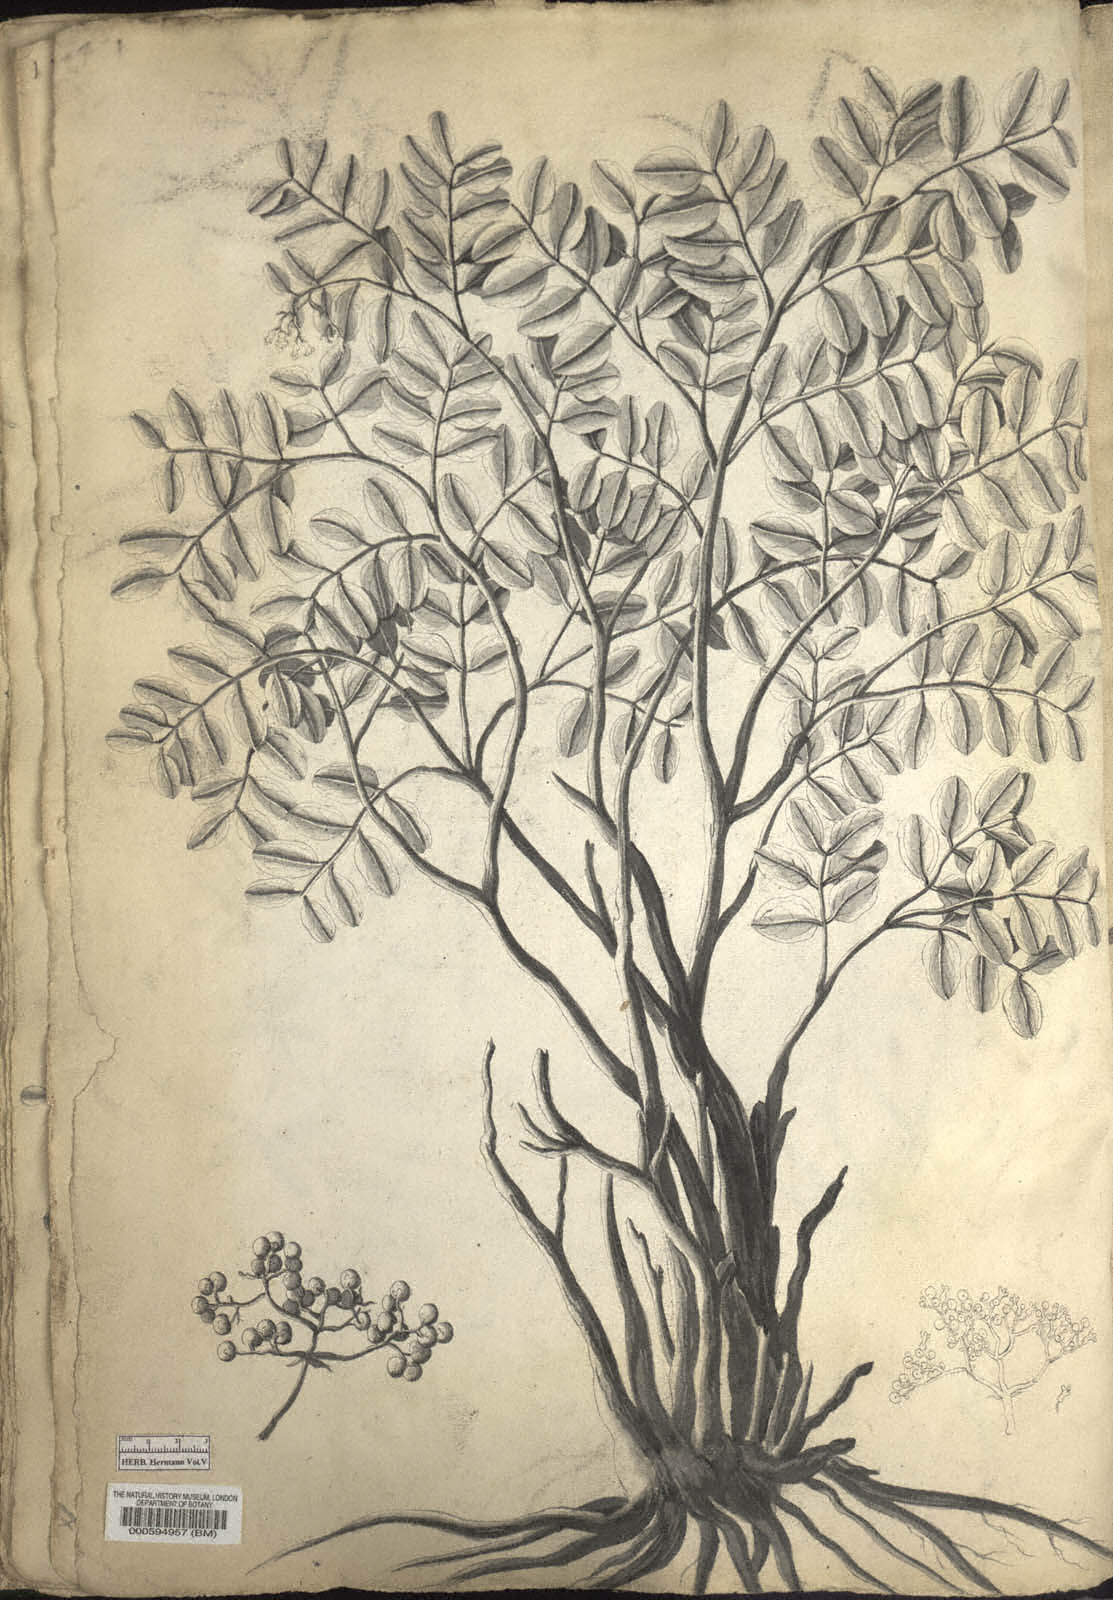 HERB. Hermann Vol.V
THE NATURAL HISTORY MUSEUM, LONDON
DEPARTMENT OF BOTANY
000594957 (BM)